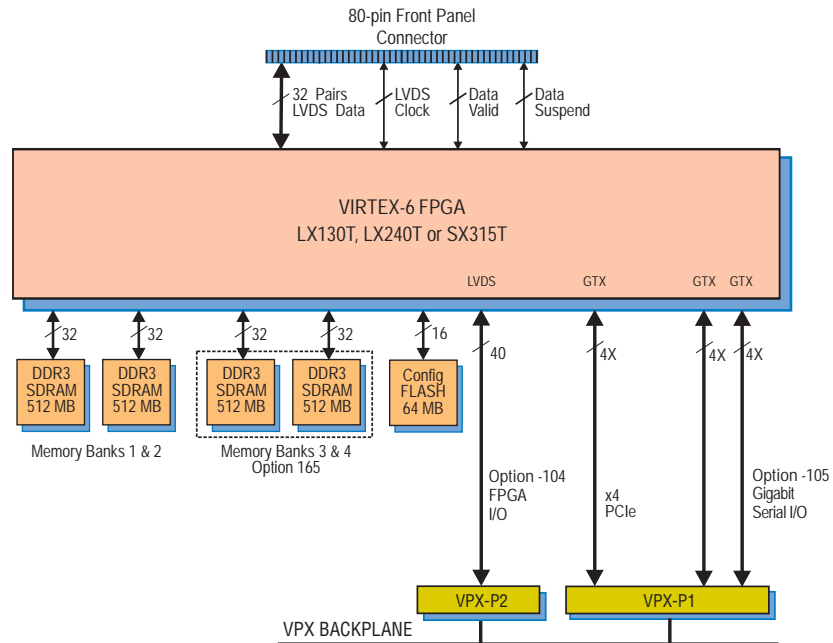 80-pin Front Panel
Connector
32 Pairs
LVDS Data
LVDS
Clock
Data
Valid
Data
Suspend
VIRTEX-6 FPGA
LX130T, LX240T or SX315T
LVDS
GTX
GTX
GTX
32
32
32
32
16
40
4X
4X
4X
DDR3
SDRAM
512 MB
DDR3
SDRAM
512 MB
DDR3
SDRAM
512 MB
DDR3
SDRAM
512 MB
Config
FLASH
64 MB
Memory Banks 1 & 2
Memory Banks 3 & 4
Option 165
Option -104
FPGA
I/O
x4
PCIe
Option -105
Gigabit
Serial I/O
VPX-P2
VPX-P1
VPX BACKPLANE